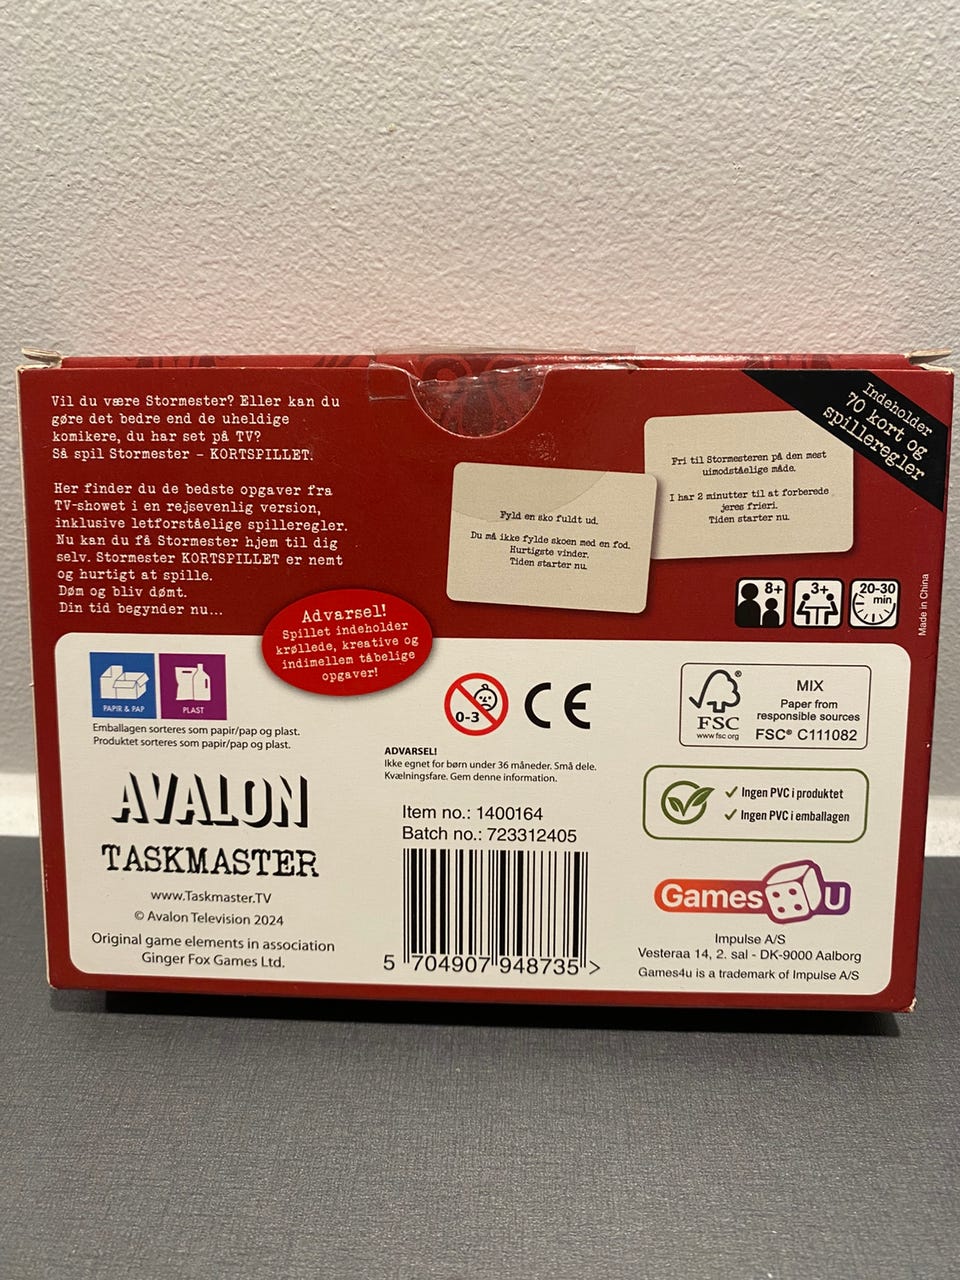 Vil du være Stormester? Eller kan du
gøre det bedre end de uheldige
komikere, du har set på TV?
Så spil Stormester – KORTSPILLET.
Her finder du de bedste opgaver fra
TV-showet i en rejsevenlig version,
inklusive letforståelige spilleregler.
Nu kan du få Stormester hjem til dig
selv. Stormester KORTSPILLET er nemt
og hurtigt at spille.
Døm og bliv dømt.
Din tid begynder nu...
Advarsel!
Spillet indeholder
krøllede, kreative og
indimellem tåbelige
opgaver!
Fyld en sko fuldt ud.
Du må ikke fylde skoen med en fod.
Hurtigste vinder.
Tiden starter nu.
Fri til Stormesteren på den mest
uimodståelige måde.
I har 2 minutter til at forberede
jeres frieri.
Tiden starter nu.
Indeholder
70 kort og
spilleregler
8+
3+
20-30
min
Made in China
PAPIR & PAP
PLAST
Emballagen sorteres som papir/pap og plast.
Produktet sorteres som papir/pap og plast.
AVALON
TASKMASTER
www.Taskmaster.TV
© Avalon Television 2024
Original game elements in association
Ginger Fox Games Ltd.
0-3
CE
ADVARSEL!
Ikke egnet for børn under 36 måneder. Små dele.
Kvælningsfare. Gem denne information.
Item no.: 1400164
Batch no.: 723312405
5 704907 948735 >
FSC
www.fsc.org
MIX
Paper from
responsible sources
FSC® C111082
Ingen PVC i produktet
Ingen PVC i emballagen
Games U
Impulse A/S
Vesteraa 14, 2. sal - DK-9000 Aalborg
Games4u is a trademark of Impulse A/S